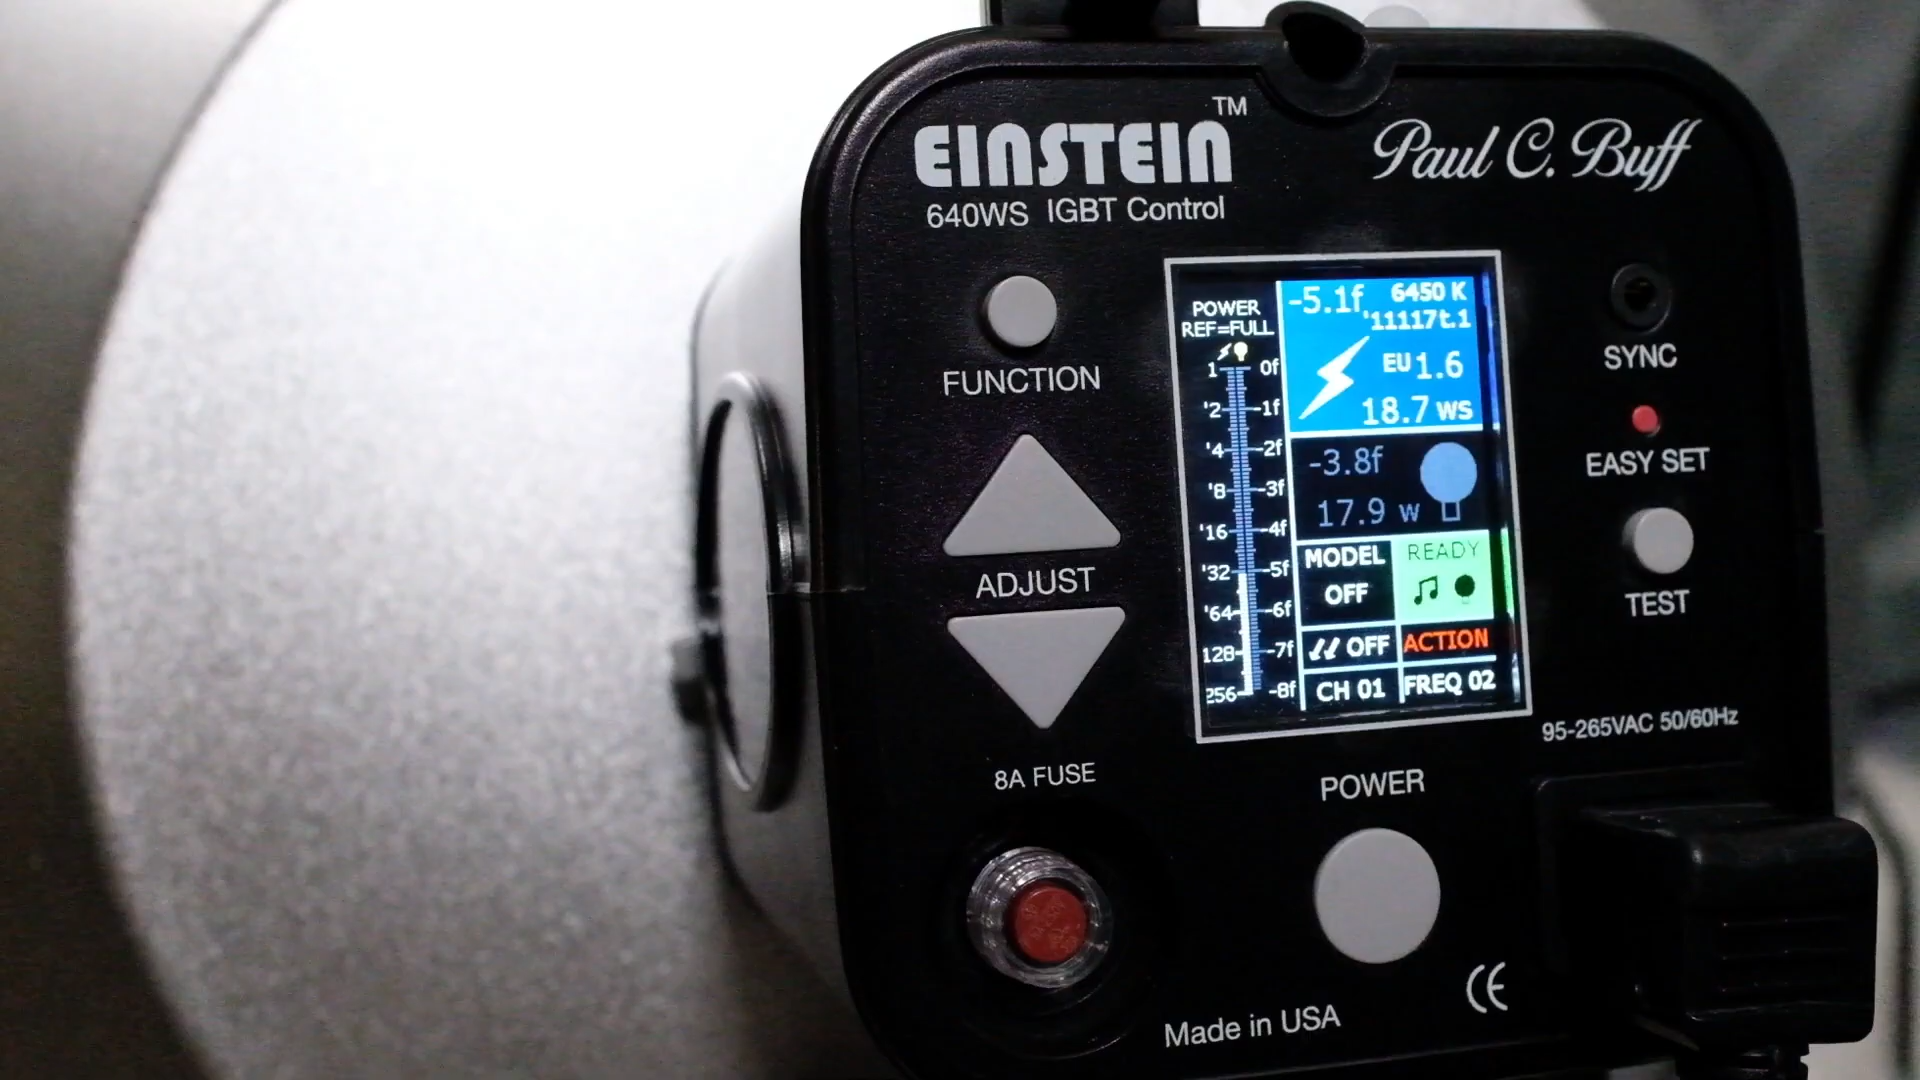 EINSTEIN TM
Paul C. Buff
640WS IGBT Control
FUNCTION
ADJUST
8A FUSE
POWER
REF=FULL
1 0f
'2 -1f
'4 -2f
'8 -3f
'16 -4f
'32 -5f
'64 -6f
128 -7f
256 -8f
-5.1f 6450 K
'11117t.1
EU 1.6
18.7 WS
-3.8f
17.9 W
MODEL READY
OFF
OFF ACTION
CH 01 FREQ 02
SYNC
EASY SET
TEST
95-265VAC 50/60Hz
POWER
CE
Made in USA